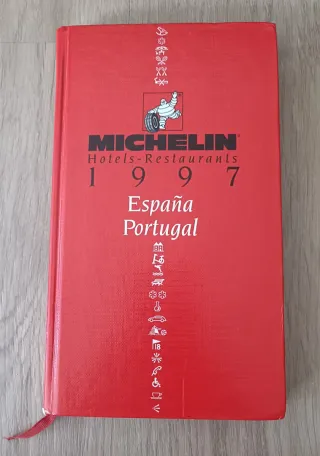 MICHELIN
Hotels-Restaurants
1997
España
Portugal